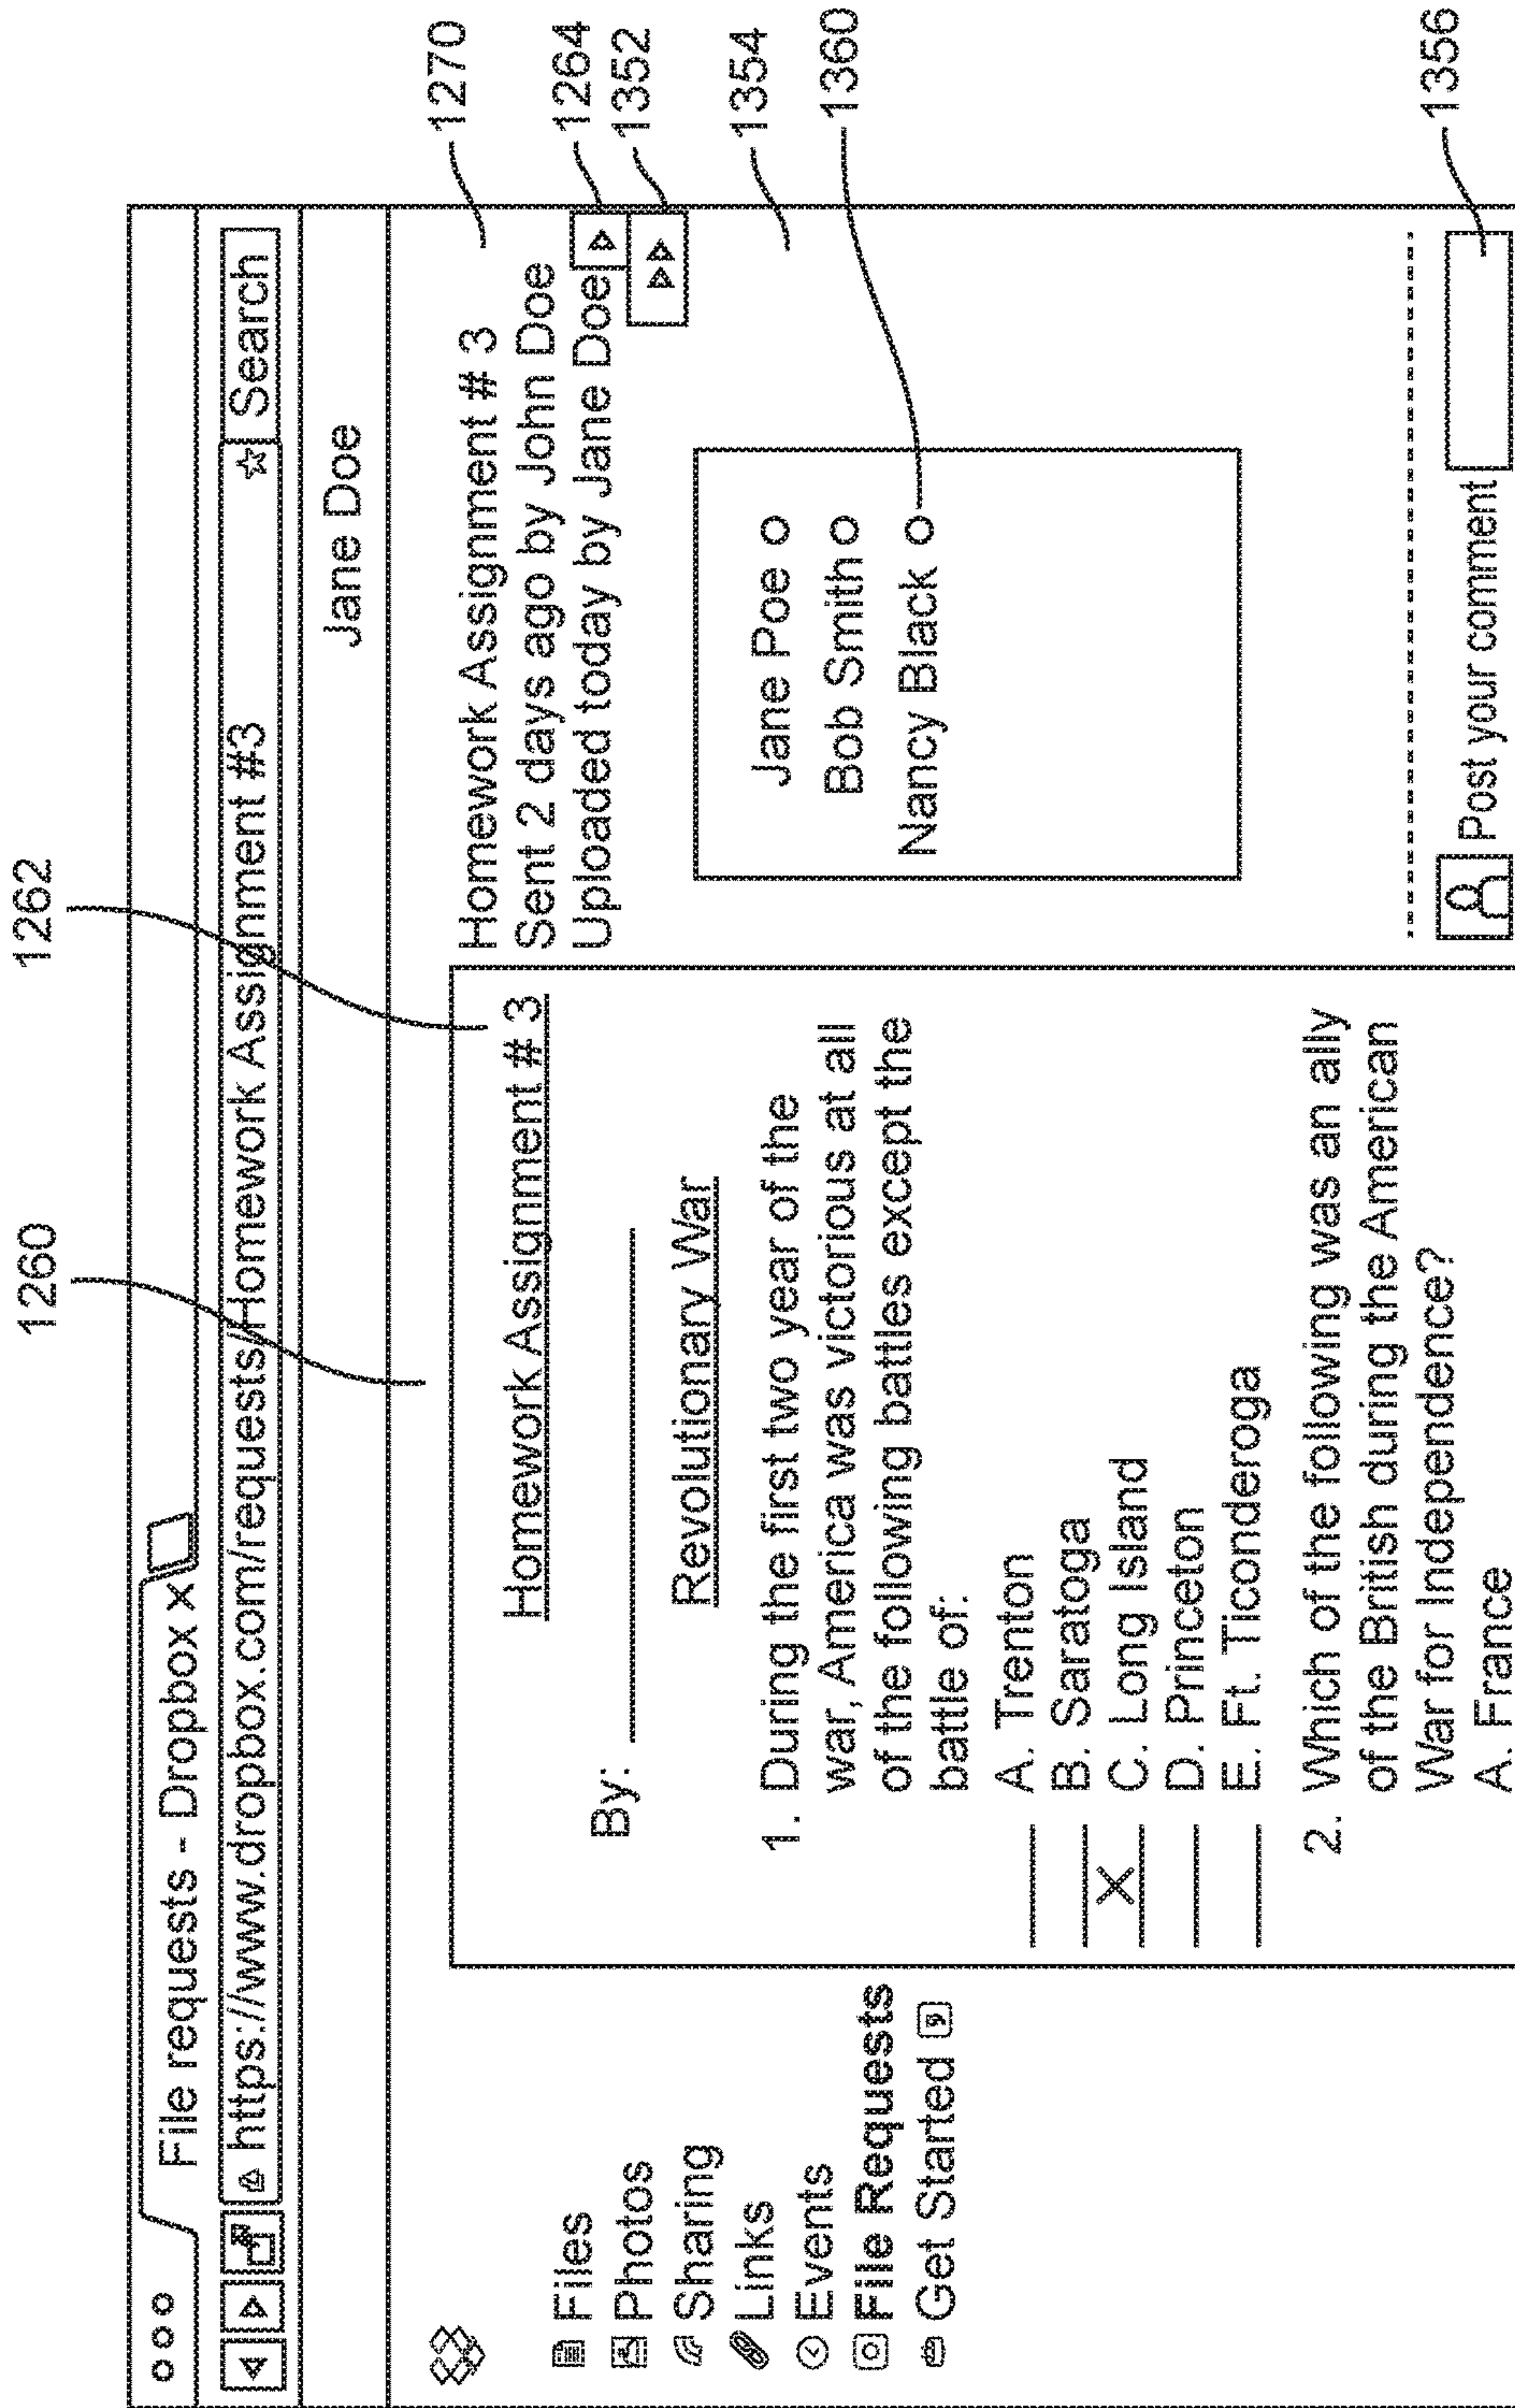 1260
1262
File requests - Dropbox x
https://www.dropbox.com/requests/Homework Assignment #3
Search
Jane Doe
Files
Photos
Sharing
Links
Events
File Requests
Get Started
Homework Assignment # 3
By:
Revolutionary War
1. During the first two year of the
war, America was victorious at all
of the following battles except the
battle of:
A. Trenton
B. Saratoga
X C. Long Island
D. Princeton
E. Ft. Ticonderoga
2. Which of the following was an ally
of the British during the American
War for Independence?
A. France
Homework Assignment # 3
Sent 2 days ago by John Doe
Uploaded today by Jane Doe
Jane Poe
Bob Smith
Nancy Black
Post your comment
1270
1264
1352
1354
1360
1356